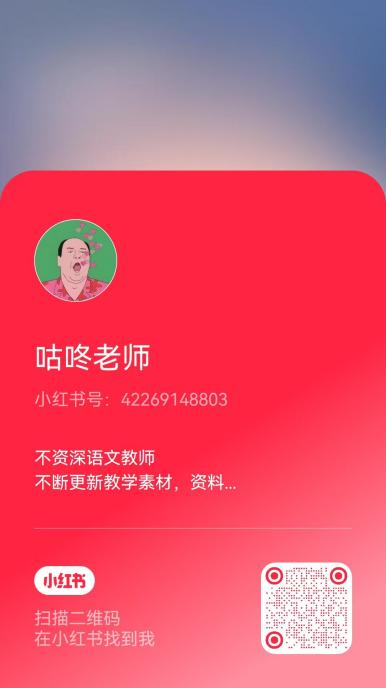 咕咚老师
小红书号：42269148803
不资深语文教师
不断更新教学素材，资料...
小红书
扫描二维码
在小红书找到我